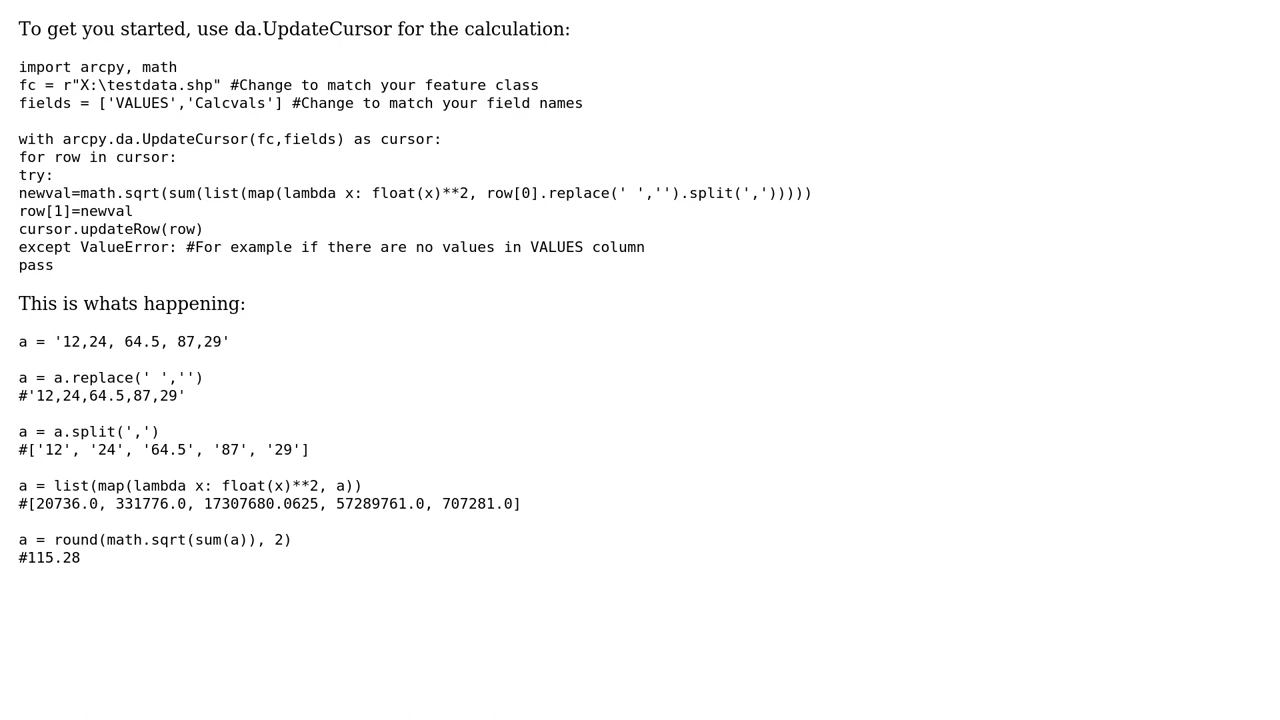 To get you started, use da.UpdateCursor for the calculation:
import arcpy, math
fc = r"X:\testdata.shp" #Change to match your feature class
fields = ['VALUES','Calcvals'] #Change to match your field names
with arcpy.da.UpdateCursor(fc,fields) as cursor:
for row in cursor:
try:
newval=math.sqrt(sum(list(map(lambda x: float(x)**2, row[0].replace(' ','').split(',')))))
row[1]=newval
cursor.updateRow(row)
except ValueError: #For example if there are no values in VALUES column
pass
This is whats happening:
a = '12,24, 64.5, 87,29'
a = a.replace(' ','')
#'12,24,64.5,87,29'
a = a.split(',')
#['12', '24', '64.5', '87', '29']
a = list(map(lambda x: float(x)**2, a))
#[20736.0, 331776.0, 17307680.0625, 57289761.0, 707281.0]
a = round(math.sqrt(sum(a)), 2)
#115.28